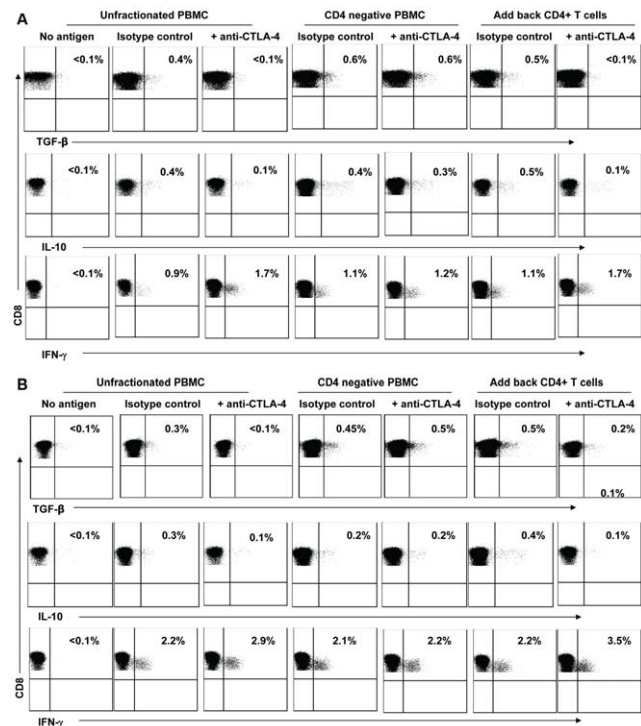 A
Unfractionated PBMC CD4 negative PBMC Add back CD4+ T cells
No antigen Isotype control + anti-CTLA-4 Isotype control + anti-CTLA-4 Isotype control + anti-CTLA-4
<0.1% 0.4% <0.1% 0.6% 0.6% 0.5% <0.1%
TGF-β
<0.1% 0.4% 0.1% 0.4% 0.3% 0.5% 0.1%
IL-10
<0.1% 0.9% 1.7% 1.1% 1.2% 1.1% 1.7%
CD8
IFN-γ
B
Unfractionated PBMC CD4 negative PBMC Add back CD4+ T cells
No antigen Isotype control + anti-CTLA-4 Isotype control + anti-CTLA-4 Isotype control + anti-CTLA-4
<0.1% 0.3% <0.1% 0.45% 0.5% 0.5% 0.2%
0.1%
TGF-β
<0.1% 0.3% 0.1% 0.2% 0.2% 0.4% 0.1%
IL-10
<0.1% 2.2% 2.9% 2.1% 2.2% 2.2% 3.5%
CD8
IFN-γ